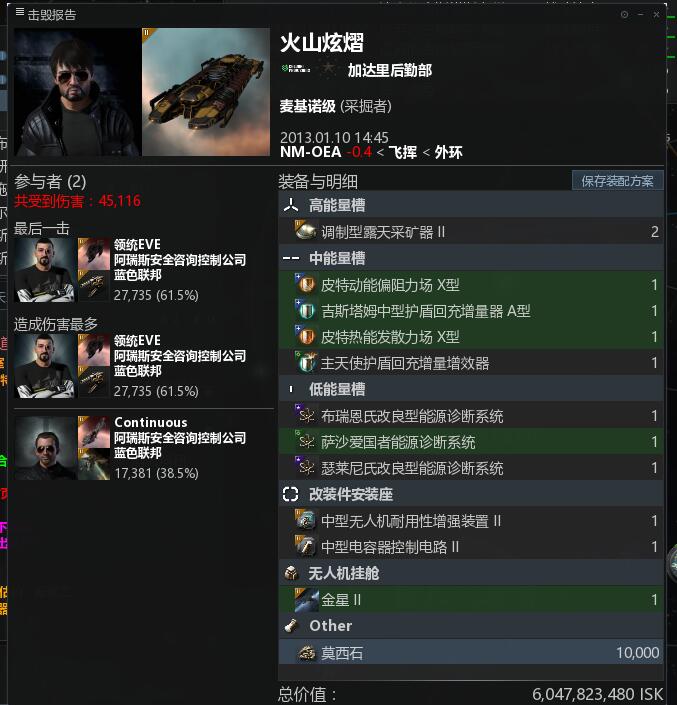 击毁报告
火山炫熠
加达里后勤部
麦基诺级 (采掘者)
2013.01.10 14:45
NM-OEA -0.4 < 飞挥 < 外环
参与者 (2)
共受到伤害：45,116
最后一击
领统EVE
阿瑞斯安全咨询控制公司
蓝色联邦
27,735 (61.5%)
造成伤害最多
领统EVE
阿瑞斯安全咨询控制公司
蓝色联邦
27,735 (61.5%)
Continuous
阿瑞斯安全咨询控制公司
蓝色联邦
17,381 (38.5%)
装备与明细
保存装配方案
高能量槽
调制型露天采矿器 II 2
中能量槽
皮特动能偏阻力场 X型 1
吉斯塔姆中型护盾回充增量器 A型 1
皮特热能发散力场 X型 1
主天使护盾回充增量增效器 1
低能量槽
布瑞恩氏改良型能源诊断系统 1
萨沙爱国者能源诊断系统 1
瑟莱尼氏改良型能源诊断系统 1
改装件安装座
中型无人机耐用性增强装置 II 1
中型电容器控制电路 II 1
无人机挂舱
金星 II 1
Other
莫西石 10,000
总价值： 6,047,823,480 ISK